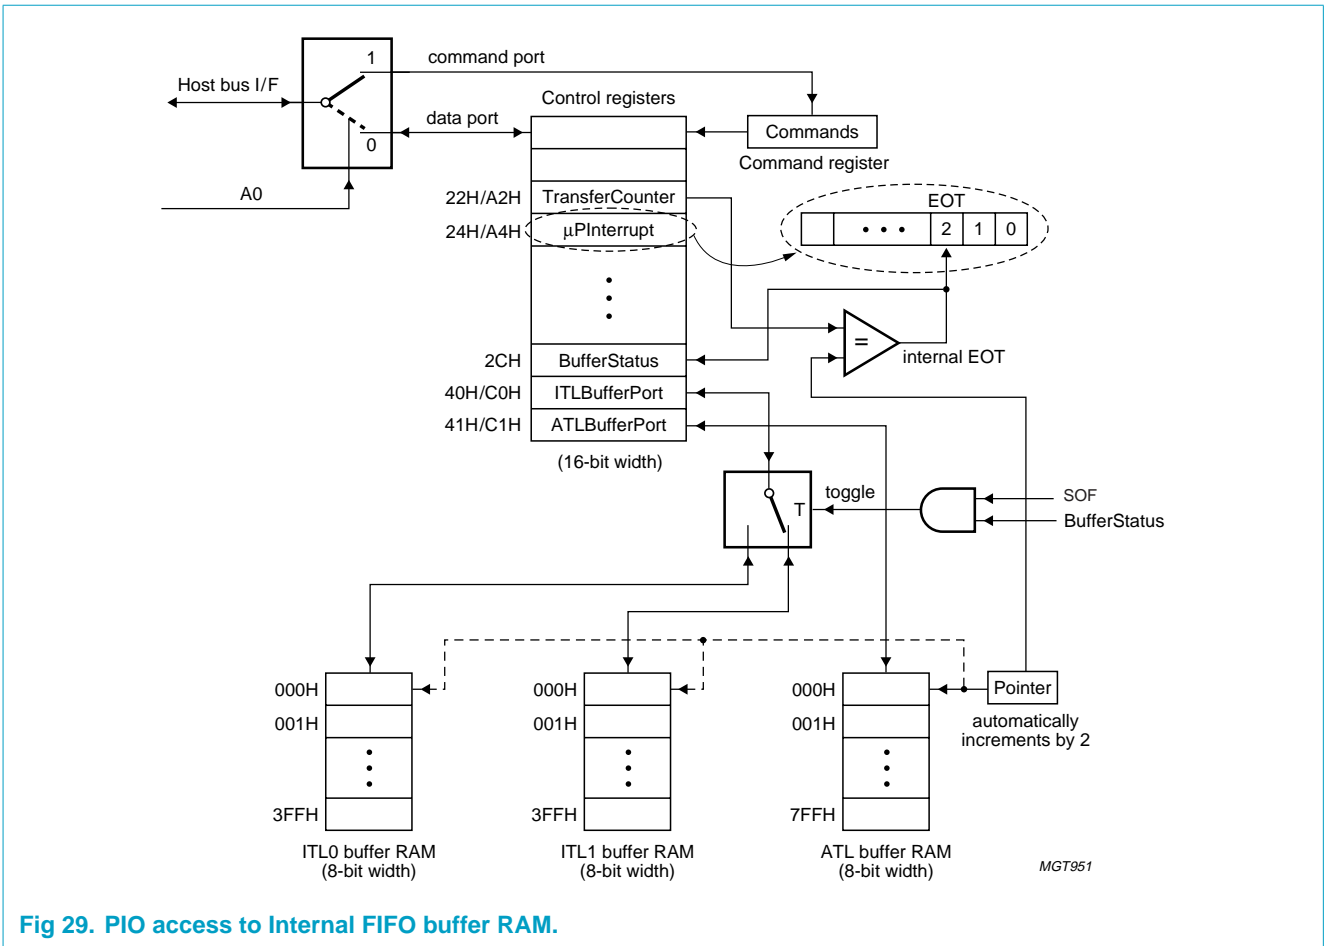 1
command port
Host bus I/F
Control registers
data port
0
Commands
Command register
A0
22H/A2H
TransferCounter
EOT
24H/A4H
µPInterrupt
• • •
2
1
0
=
internal EOT
2CH
BufferStatus
40H/C0H
ITLBufferPort
41H/C1H
ATLBufferPort
(16-bit width)
toggle
T
SOF
BufferStatus
000H
000H
000H
Pointer
001H
001H
001H
automatically
increments by 2
3FFH
3FFH
7FFH
ITL0 buffer RAM
(8-bit width)
ITL1 buffer RAM
(8-bit width)
ATL buffer RAM
(8-bit width)
MGT951
Fig 29. PIO access to Internal FIFO buffer RAM.